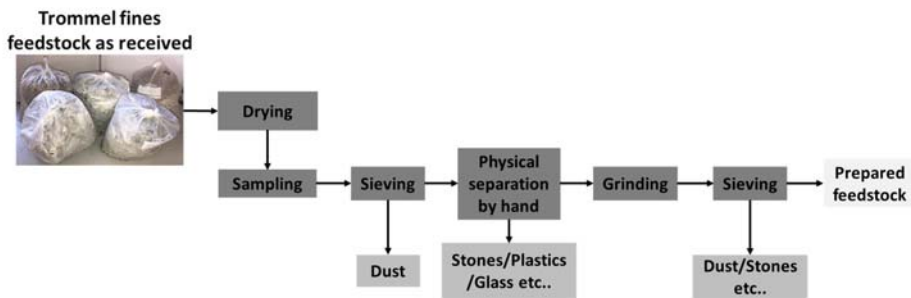 Trommel fines
feedstock as received
Drying
Sampling
Sieving
Physical
separation
by hand
Grinding
Sieving
Prepared
feedstock
Dust
Stones/Plastics
/Glass etc..
Dust/Stones
etc..